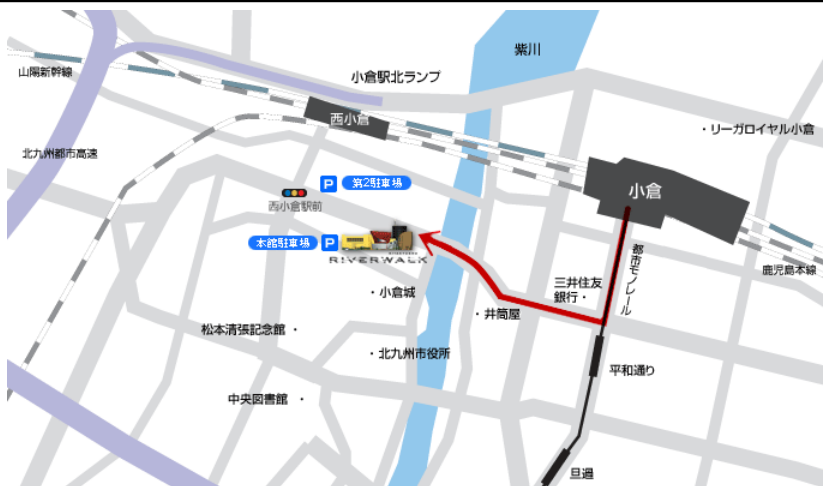 紫川
山陽新幹線
小倉駅北ランプ
西小倉
・リーガロイヤル小倉
北九州都市高速
小倉
P 第2駐車場
西小倉駅前
本館駐車場 P
RIVERWALK
都市モノレール
鹿児島本線
三井住友
銀行・
・小倉城
・井筒屋
松本清張記念館 ・
・北九州市役所
平和通り
中央図書館 ・
旦過